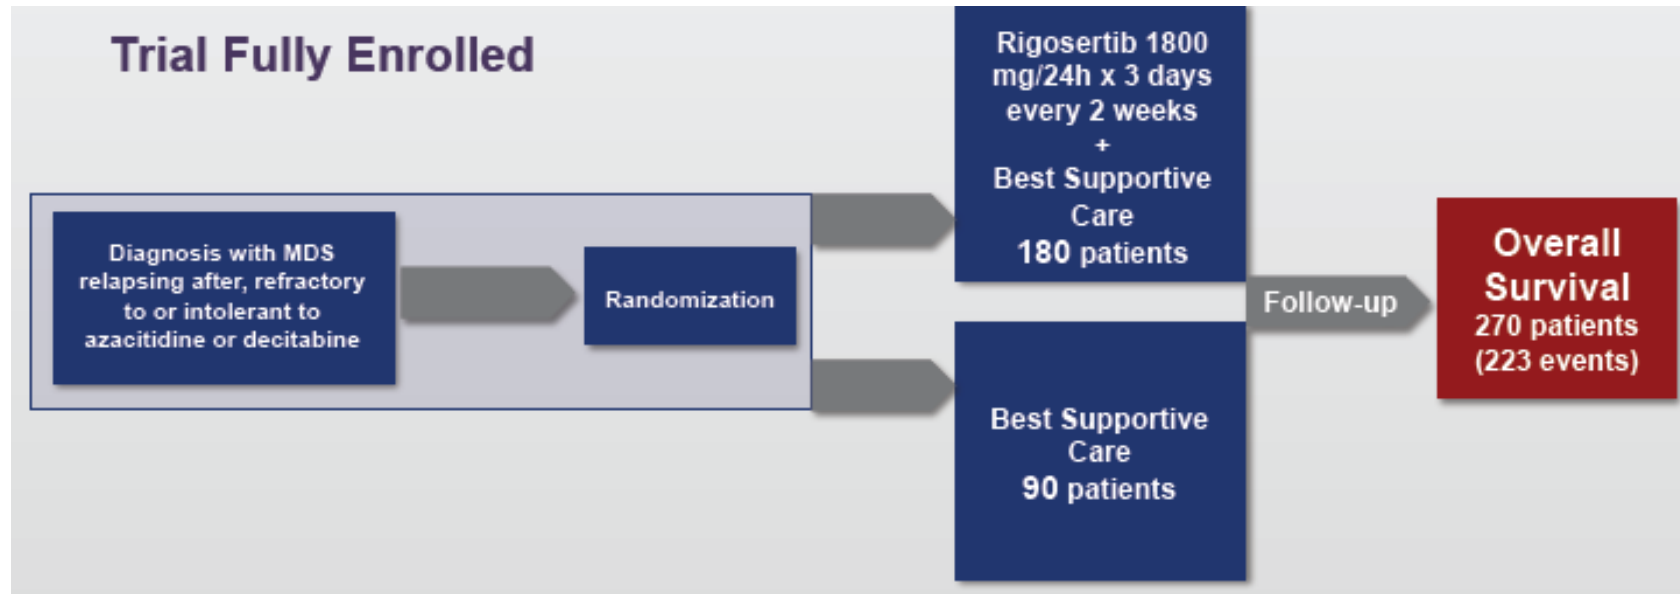 Trial Fully Enrolled
Diagnosis with MDS
relapsing after, refractory
to or intolerant to
azacitidine or decitabine
Randomization
Rigosertib 1800
mg/24h x 3 days
every 2 weeks
+
Best Supportive
Care
180 patients
Best Supportive
Care
90 patients
Follow-up
Overall
Survival
270 patients
(223 events)